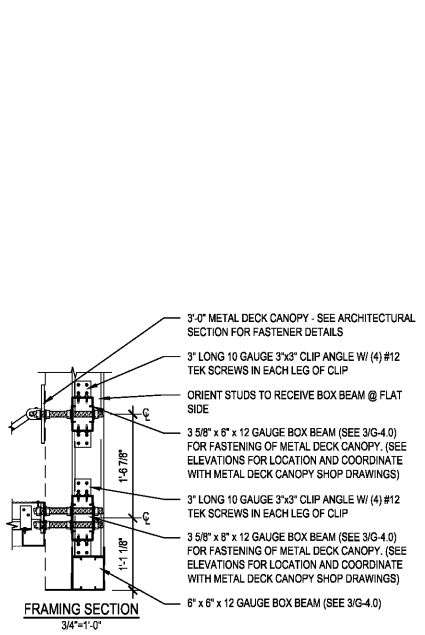 3'-0" METAL DECK CANOPY - SEE ARCHITECTURAL
SECTION FOR FASTENER DETAILS
3" LONG 10 GAUGE 3"x3" CLIP ANGLE W/ (4) #12
TEK SCREWS IN EACH LEG OF CLIP
ORIENT STUDS TO RECEIVE BOX BEAM @ FLAT
SIDE
3 5/8" x 6" x 12 GAUGE BOX BEAM (SEE 3/G-4.0)
FOR FASTENING OF METAL DECK CANOPY. (SEE
ELEVATIONS FOR LOCATION AND COORDINATE
WITH METAL DECK CANOPY SHOP DRAWINGS)
3" LONG 10 GAUGE 3"x3" CLIP ANGLE W/ (4) #12
TEK SCREWS IN EACH LEG OF CLIP
3 5/8" x 8" x 12 GAUGE BOX BEAM (SEE 3/G-4.0)
FOR FASTENING OF METAL DECK CANOPY. (SEE
ELEVATIONS FOR LOCATION AND COORDINATE
WITH METAL DECK CANOPY SHOP DRAWINGS)
6" x 6" x 12 GAUGE BOX BEAM (SEE 3/G-4.0)
℄
1'-6 7/8"
℄
1'-1 1/8"
FRAMING SECTION
3/4"=1'-0"